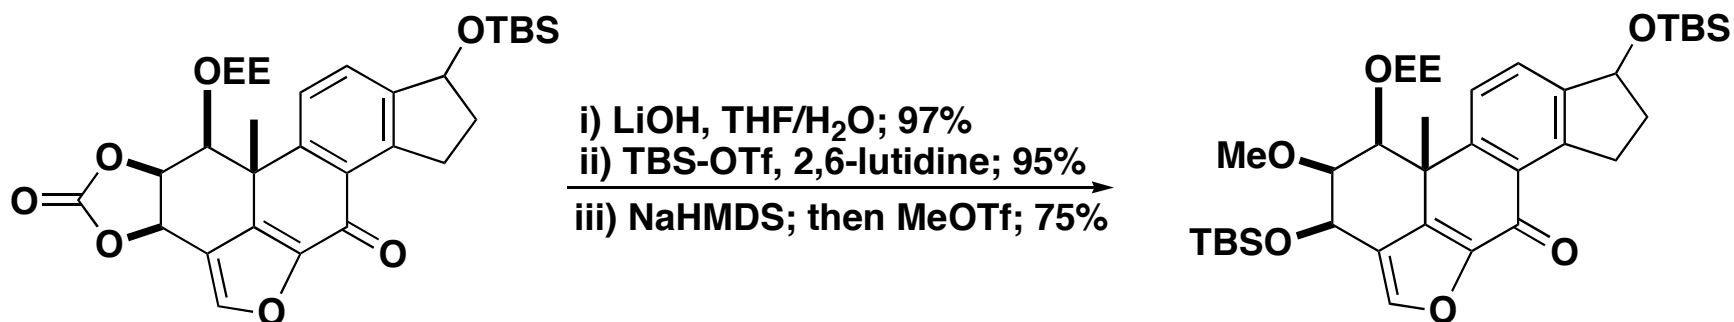 OTBS
OEE
O
O
O
O
O
i) LiOH, THF/H₂O; 97%
ii) TBS-OTf, 2,6-lutidine; 95%
iii) NaHMDS; then MeOTf; 75%
OTBS
OEE
MeO
TBSO
O
O